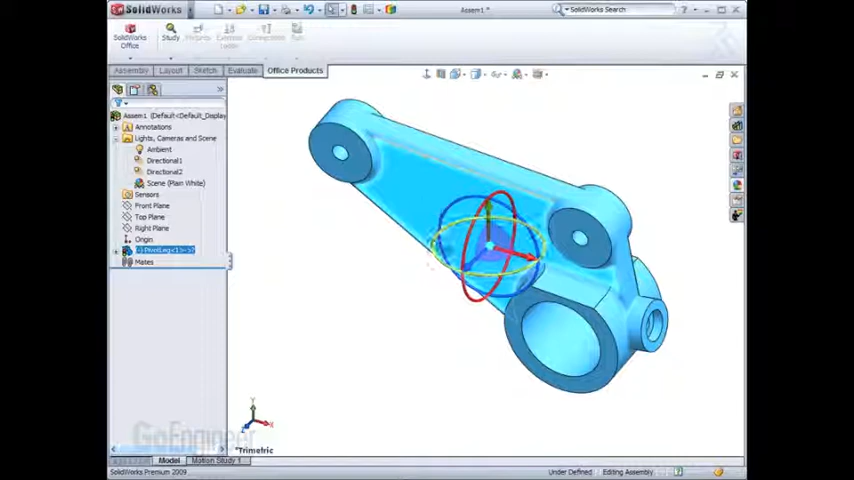 SolidWorks
Assem1 *
SolidWorks Search
SolidWorks Office
Study
Assembly Layout Sketch Evaluate Office Products
Assem1 (Default<Default_Display
Annotations
Lights, Cameras and Scene
Ambient
Directional1
Directional2
Scene (Plain White)
Sensors
Front Plane
Top Plane
Right Plane
Origin
Mates
Y
X
Z
GoEngineer
*Trimetric
Model Motion Study 1
SolidWorks Premium 2009
Under Defined Editing Assembly